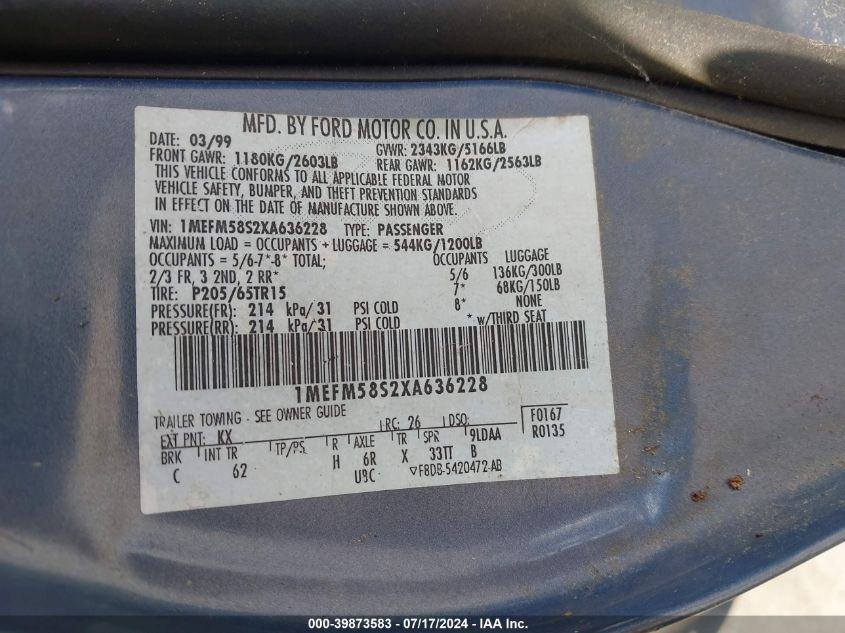 MFD. BY FORD MOTOR CO. IN U.S.A.
DATE: 03/99 GVWR: 2343KG/5166LB
FRONT GAWR: 1180KG/2603LB REAR GAWR: 1162KG/2563LB
THIS VEHICLE CONFORMS TO ALL APPLICABLE FEDERAL MOTOR
VEHICLE SAFETY, BUMPER, AND THEFT PREVENTION STANDARDS
IN EFFECT ON THE DATE OF MANUFACTURE SHOWN ABOVE.
VIN: 1MEFM58S2XA636228 TYPE: PASSENGER
MAXIMUM LOAD = OCCUPANTS + LUGGAGE = 544KG/1200LB
OCCUPANTS = 5/6-7*-8* TOTAL; OCCUPANTS LUGGAGE
2/3 FR, 3 2ND, 2 RR* 5/6 136KG/300LB
TIRE: P205/65TR15 7* 68KG/150LB
PRESSURE(FR): 214 kPa/31 PSI COLD 8* NONE
PRESSURE(RR): 214 kPa/31 PSI COLD * w/THIRD SEAT
1MEFM58S2XA636228
TRAILER TOWING - SEE OWNER GUIDE
EXT PNT: KX RC: 26 DSO: F0167
BRK INT TR TP/PS R AXLE TR SPR 9LDAA R0135
C 62 H 6R X 33TT B
UBC ▽F8DB-5420472-AB
000-39873583 / 07/17/2024 / IAAI.COM